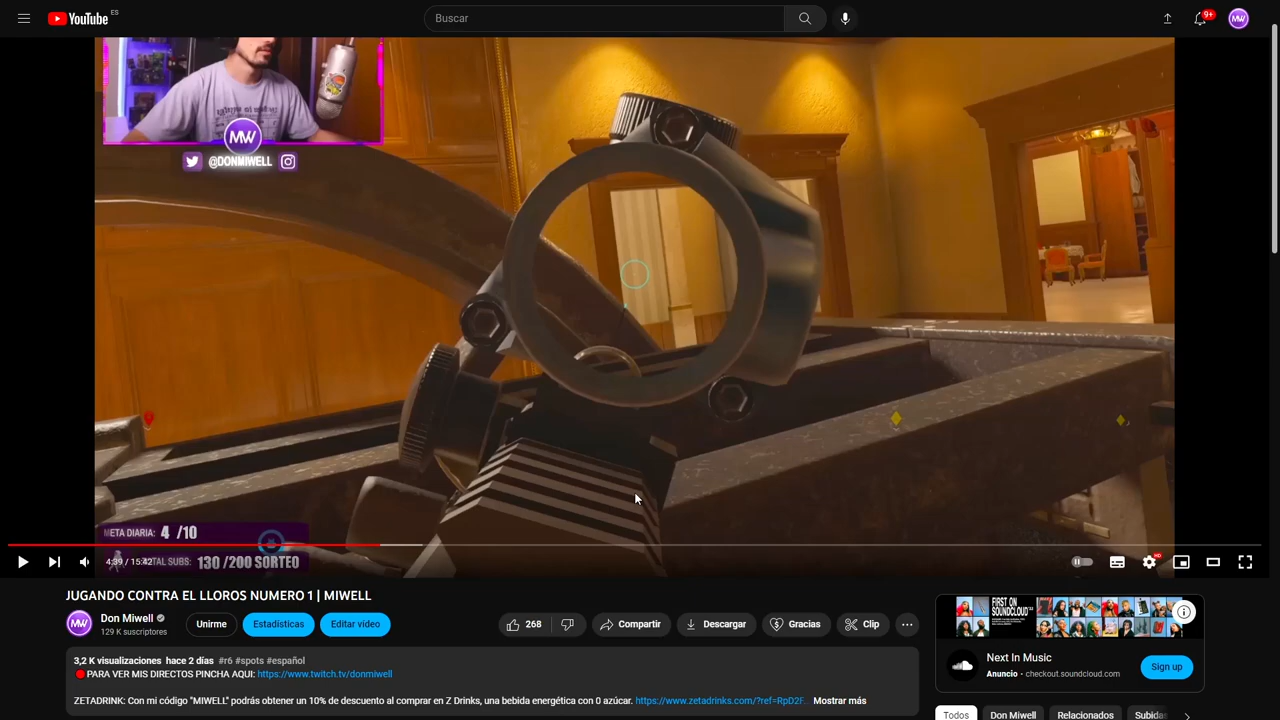 YouTube ES
Buscar
9+
MW
MW
@DONMIWELL
META DIARIA: 4 /10
TOTAL SUBS: 130 /200 SORTEO
4:39 / 15:42
HD
JUGANDO CONTRA EL LLOROS NUMERO 1 | MIWELL
MW
Don Miwell
129 K suscriptores
Unirme
Estadísticas
Editar vídeo
268
Compartir
Descargar
Gracias
Clip
3,2 K visualizaciones hace 2 días #r6 #spots #español
PARA VER MIS DIRECTOS PINCHA AQUI: https://www.twitch.tv/donmiwell
ZETADRINK: Con mi código "MIWELL" podrás obtener un 10% de descuento al comprar en Z Drinks, una bebida energética con 0 azúcar. https://www.zetadrinks.com/?ref=RpD2F... Mostrar más
FIRST ON
SOUNDCLOUD
Next In Music
Anuncio • checkout.soundcloud.com
Sign up
Todos
Don Miwell
Relacionados
Subida